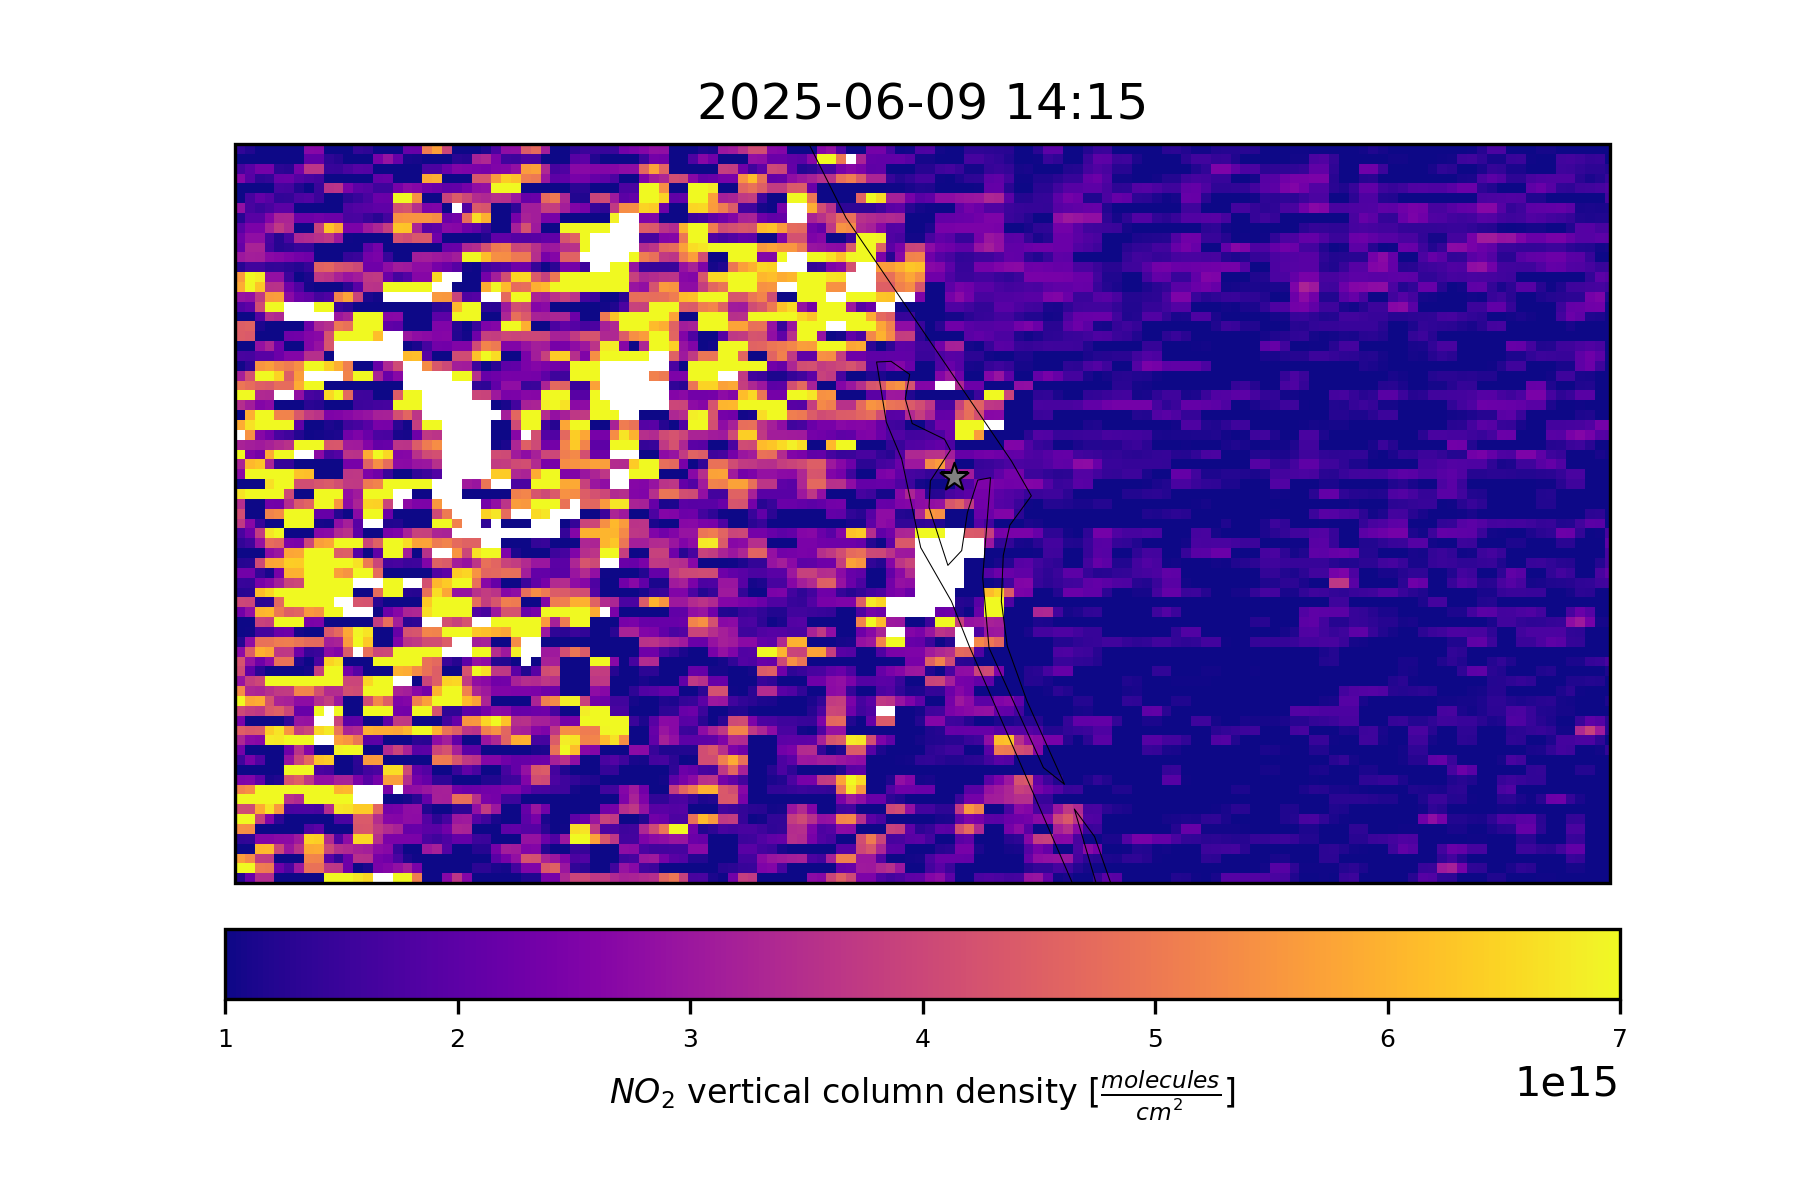 2025-06-09 14:15
1 2 3 4 5 6 7
1e15
NO₂ vertical column density [molecules/cm²]